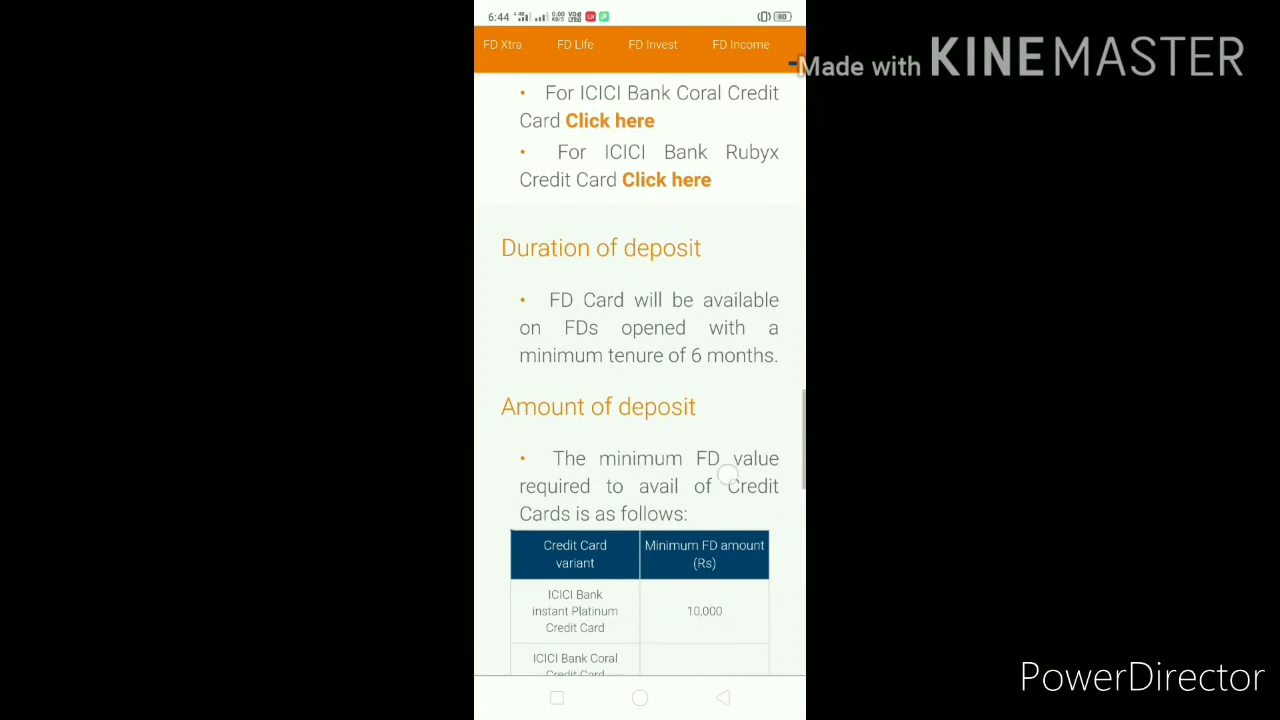 6:44
80
FD Xtra FD Life FD Invest FD Income
Made with KINEMASTER
• For ICICI Bank Coral Credit
Card Click here
• For ICICI Bank Rubyx
Credit Card Click here
Duration of deposit
• FD Card will be available
on FDs opened with a
minimum tenure of 6 months.
Amount of deposit
• The minimum FD value
required to avail of Credit
Cards is as follows:
Credit Card
variant
Minimum FD amount
(Rs)
ICICI Bank
instant Platinum
Credit Card
10,000
ICICI Bank Coral
Credit Card
PowerDirector